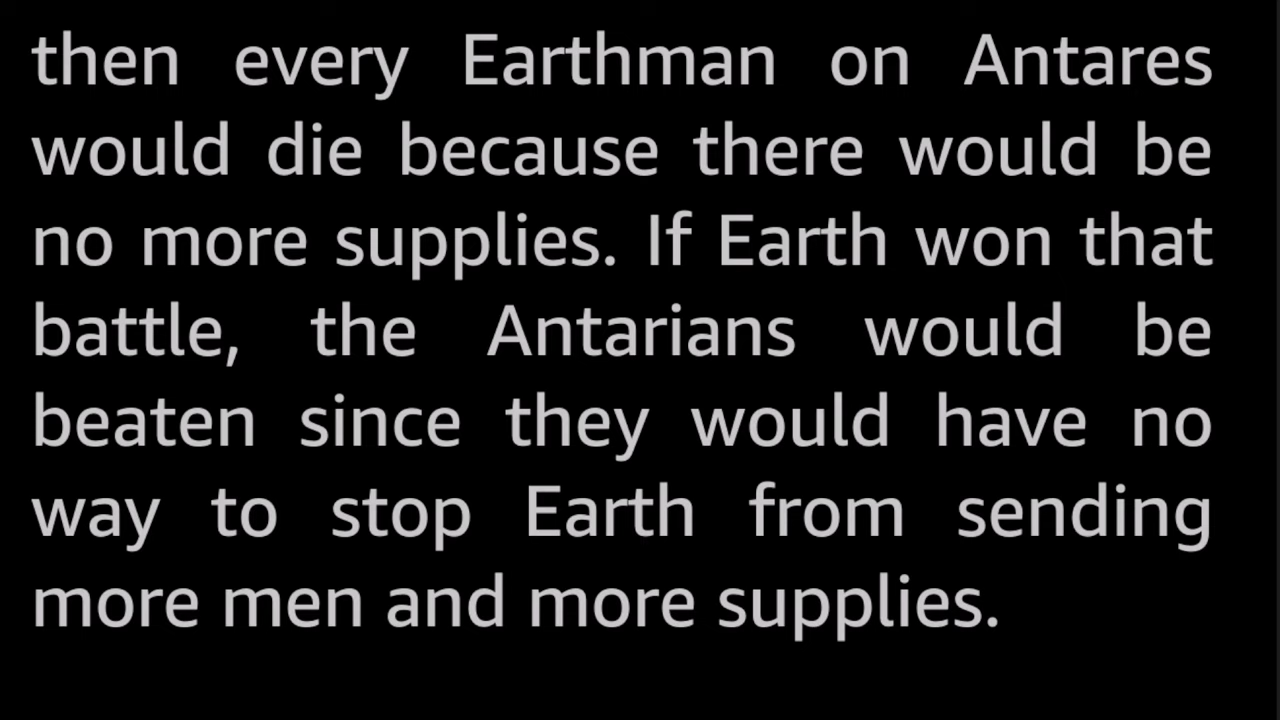 then every Earthman on Antares
would die because there would be
no more supplies. If Earth won that
battle, the Antarians would be
beaten since they would have no
way to stop Earth from sending
more men and more supplies.